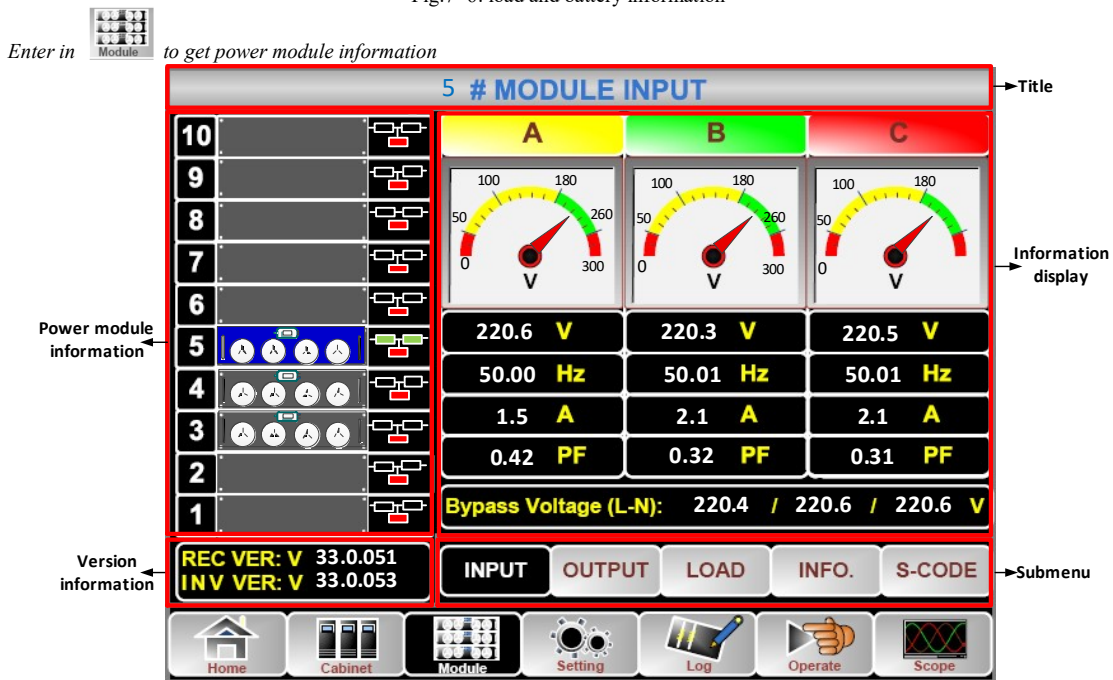 Fig.7- 6: load and battery information
Module
Enter in to get power module information
5 # MODULE INPUT
Title
10
9
8
7
6
5
4
3
2
1
A B C
50 100 180 260 0 300 V
50 100 180 260 0 300 V
50 100 180 0 V
220.6 V 220.3 V 220.5 V
50.00 Hz 50.01 Hz 50.01 Hz
1.5 A 2.1 A 2.1 A
0.42 PF 0.32 PF 0.31 PF
Bypass Voltage (L-N): 220.4 / 220.6 / 220.6 V
Information
display
Power module
information
Version
information
REC VER: V 33.0.051
INV VER: V 33.0.053
INPUT OUTPUT LOAD INFO. S-CODE
Submenu
Home Cabinet Module Setting Log Operate Scope